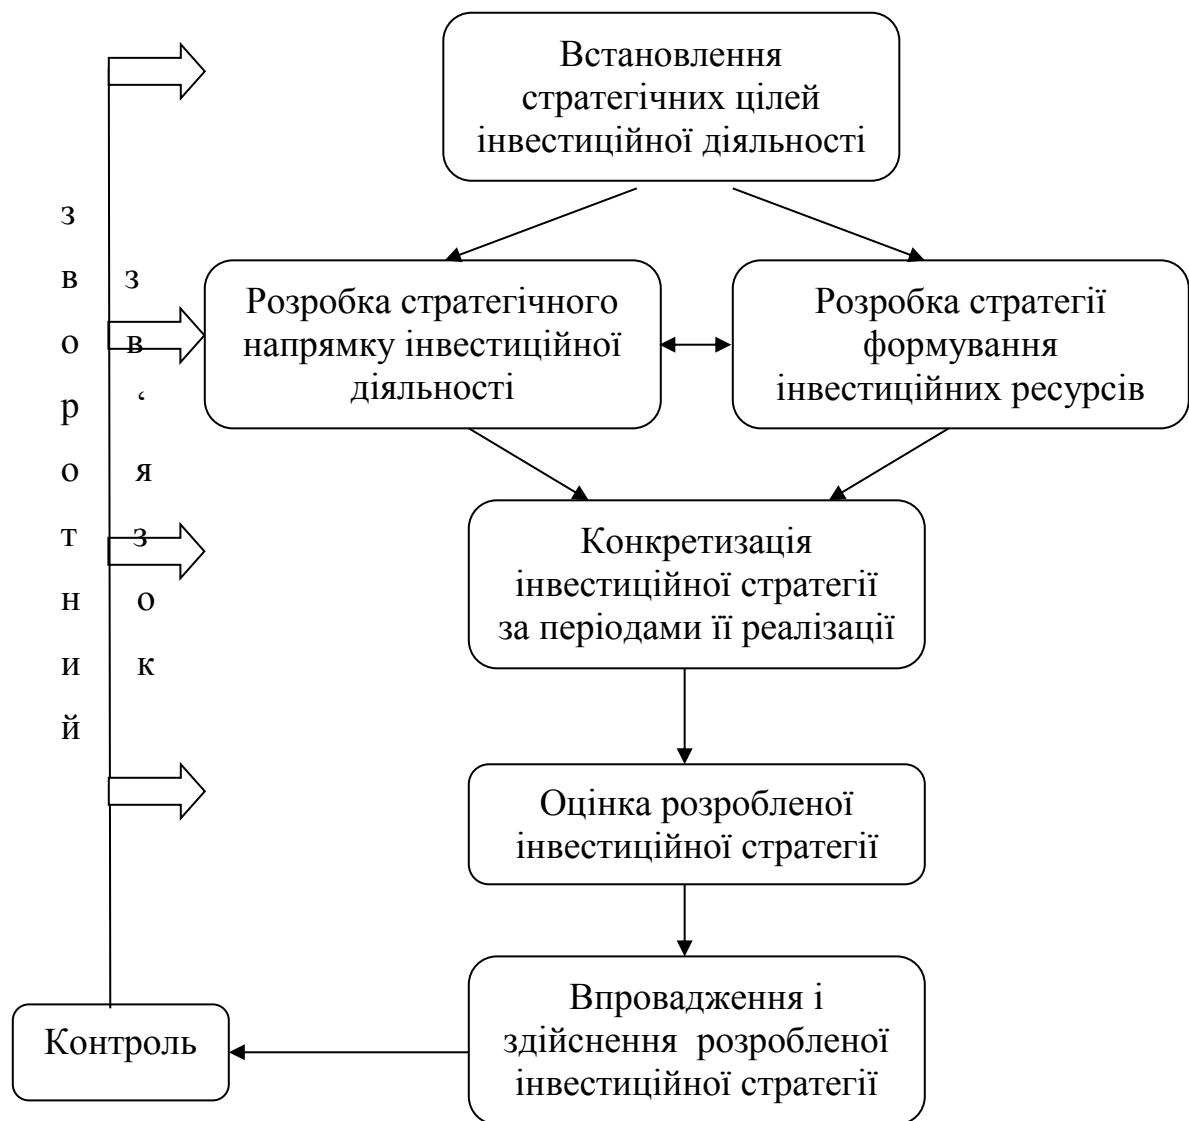 Встановлення
стратегічних цілей
інвестиційної діяльності
зворотний
зв‘язок
Розробка стратегічного
напрямку інвестиційної
діяльності
Розробка стратегії
формування
інвестиційних ресурсів
Конкретизація
інвестиційної стратегії
за періодами її реалізації
Оцінка розробленої
інвестиційної стратегії
Впровадження і
здійснення розробленої
інвестиційної стратегії
Контроль